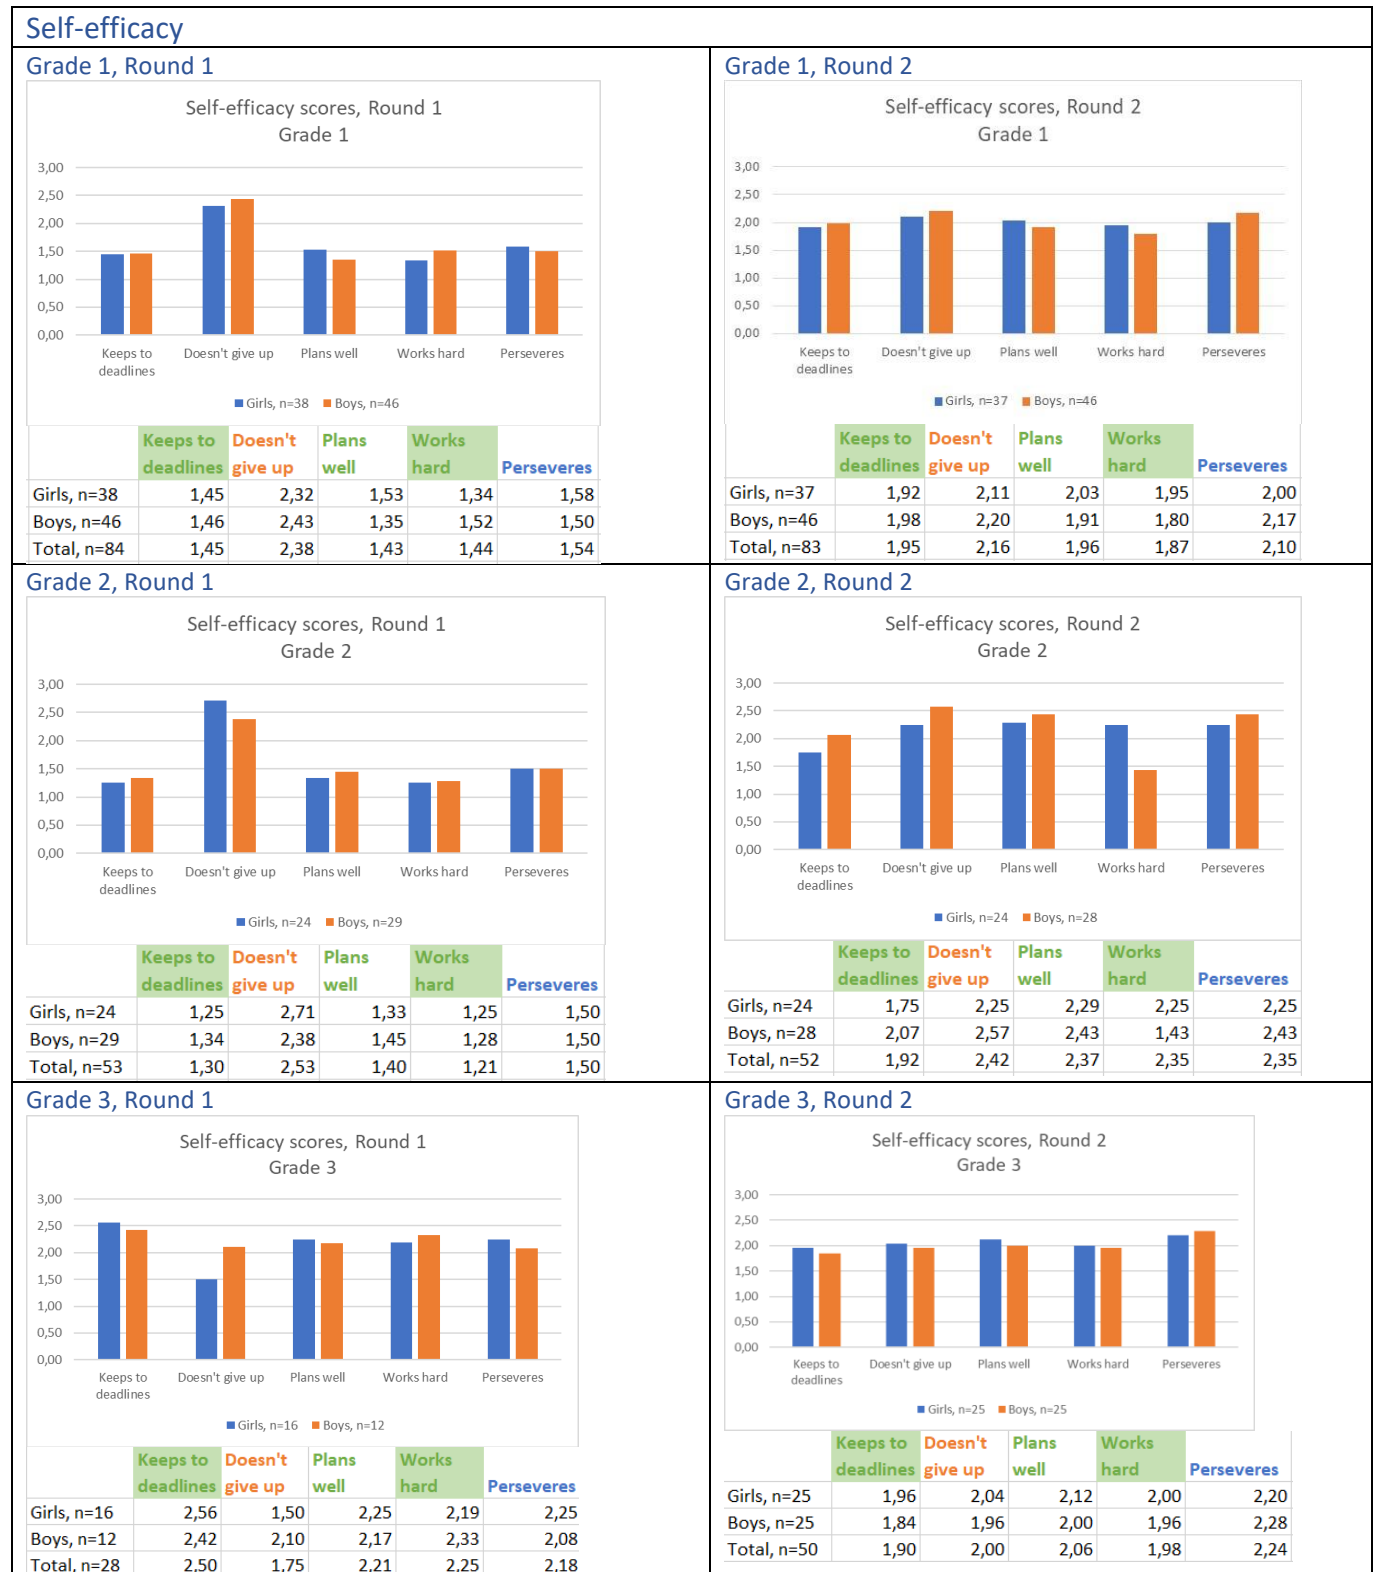 Self-efficacy
Grade 1, Round 1
Self-efficacy scores, Round 1
Grade 1
3,00
2,50
2,00
1,50
1,00
0,50
0,00
Keeps to deadlines Doesn't give up Plans well Works hard Perseveres
Girls, n=38 Boys, n=46
Keeps to Doesn't Plans Works
deadlines give up well hard Perseveres
Girls, n=38 1,45 2,32 1,53 1,34 1,58
Boys, n=46 1,46 2,43 1,35 1,52 1,50
Total, n=84 1,45 2,38 1,43 1,44 1,54
Grade 1, Round 2
Self-efficacy scores, Round 2
Grade 1
3,00
2,50
2,00
1,50
1,00
0,50
0,00
Keeps to deadlines Doesn't give up Plans well Works hard Perseveres
Girls, n=37 Boys, n=46
Keeps to Doesn't Plans Works
deadlines give up well hard Perseveres
Girls, n=37 1,92 2,11 2,03 1,95 2,00
Boys, n=46 1,98 2,20 1,91 1,80 2,17
Total, n=83 1,95 2,16 1,96 1,87 2,10
Grade 2, Round 1
Self-efficacy scores, Round 1
Grade 2
3,00
2,50
2,00
1,50
1,00
0,50
0,00
Keeps to deadlines Doesn't give up Plans well Works hard Perseveres
Girls, n=24 Boys, n=29
Keeps to Doesn't Plans Works
deadlines give up well hard Perseveres
Girls, n=24 1,25 2,71 1,33 1,25 1,50
Boys, n=29 1,34 2,38 1,45 1,28 1,50
Total, n=53 1,30 2,53 1,40 1,21 1,50
Grade 2, Round 2
Self-efficacy scores, Round 2
Grade 2
3,00
2,50
2,00
1,50
1,00
0,50
0,00
Keeps to deadlines Doesn't give up Plans well Works hard Perseveres
Girls, n=24 Boys, n=28
Keeps to Doesn't Plans Works
deadlines give up well hard Perseveres
Girls, n=24 1,75 2,25 2,29 2,25 2,25
Boys, n=28 2,07 2,57 2,43 1,43 2,43
Total, n=52 1,92 2,42 2,37 2,35 2,35
Grade 3, Round 1
Self-efficacy scores, Round 1
Grade 3
3,00
2,50
2,00
1,50
1,00
0,50
0,00
Keeps to deadlines Doesn't give up Plans well Works hard Perseveres
Girls, n=16 Boys, n=12
Keeps to Doesn't Plans Works
deadlines give up well hard Perseveres
Girls, n=16 2,56 1,50 2,25 2,19 2,25
Boys, n=12 2,42 2,10 2,17 2,33 2,08
Total, n=28 2,50 1,75 2,21 2,25 2,18
Grade 3, Round 2
Self-efficacy scores, Round 2
Grade 3
3,00
2,50
2,00
1,50
1,00
0,50
0,00
Keeps to deadlines Doesn't give up Plans well Works hard Perseveres
Girls, n=25 Boys, n=25
Keeps to Doesn't Plans Works
deadlines give up well hard Perseveres
Girls, n=25 1,96 2,04 2,12 2,00 2,20
Boys, n=25 1,84 1,96 2,00 1,96 2,28
Total, n=50 1,90 2,00 2,06 1,98 2,24